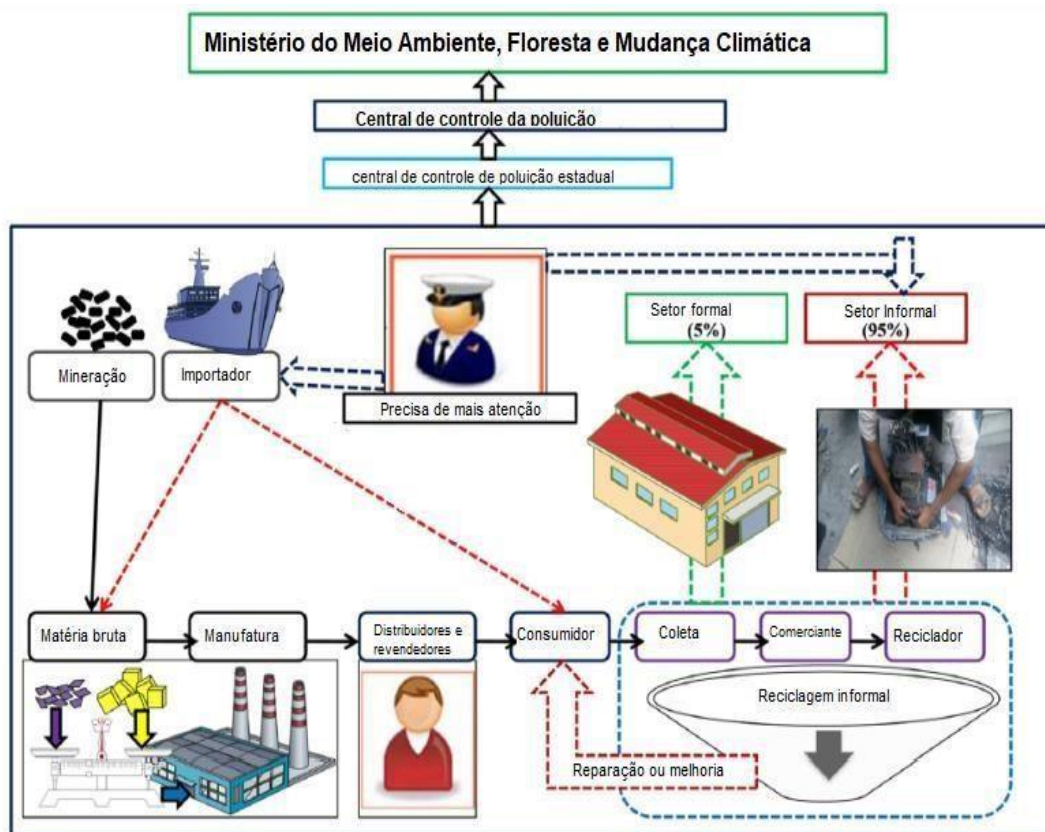 Ministério do Meio Ambiente, Floresta e Mudança Climática
Central de controle da poluição
central de controle de poluição estadual
Setor formal
(5%)
Setor Informal
(95%)
Mineração
Importador
Precisa de mais atenção
Matéria bruta
Manufatura
Distribuidores e
revendedores
Consumidor
Coleta
Comerciante
Reciclador
Reciclagem informal
Reparação ou melhoria